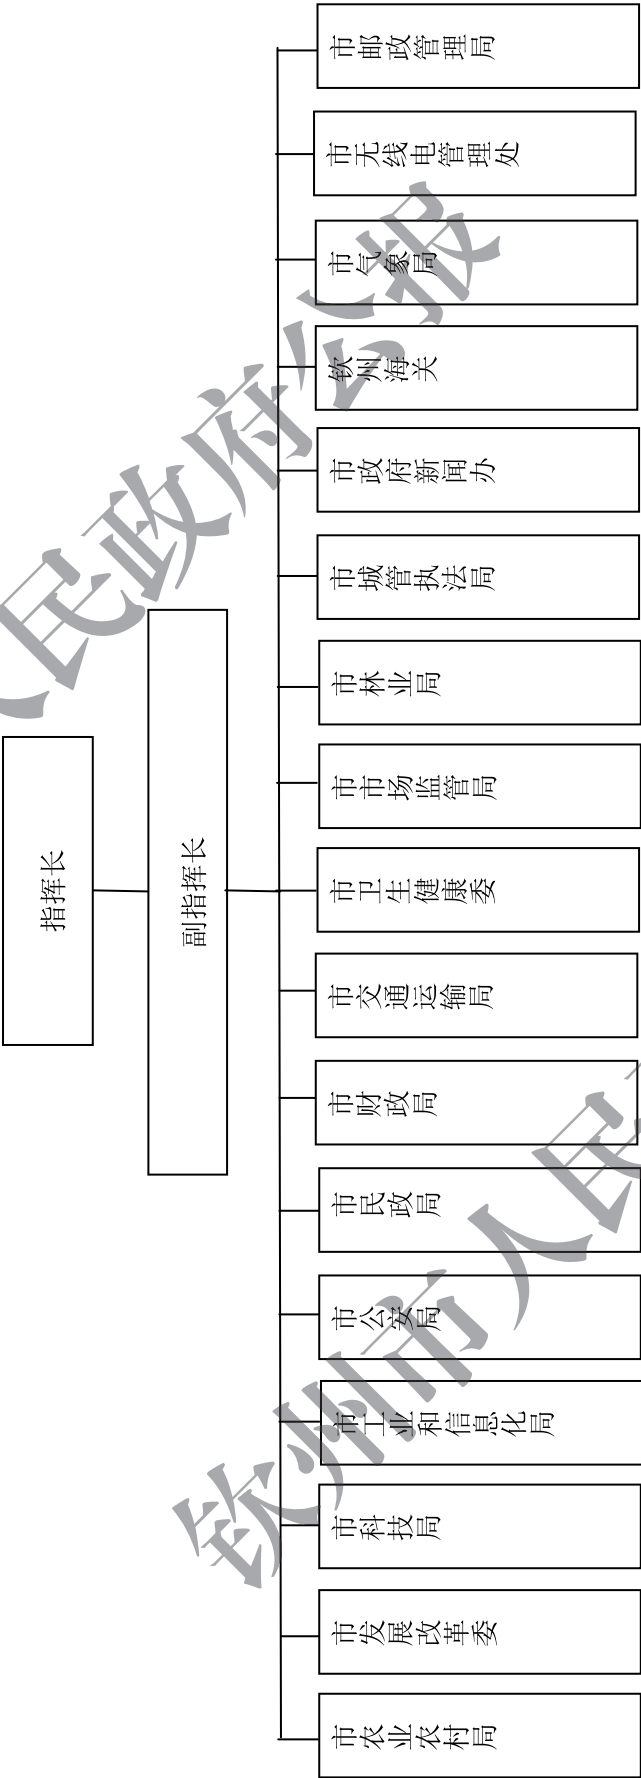 指挥长
副指挥长
市农业农村局
市发展改革委
市科技局
市工业和信息化局
市公安局
市民政局
市财政局
市交通运输局
市卫生健康委
市市场监管局
市林业局
市城管执法局
市政府新闻办
钦州海关
市气象局
市无线电管理处
市邮政管理局
钦州市人民
人民政府公报